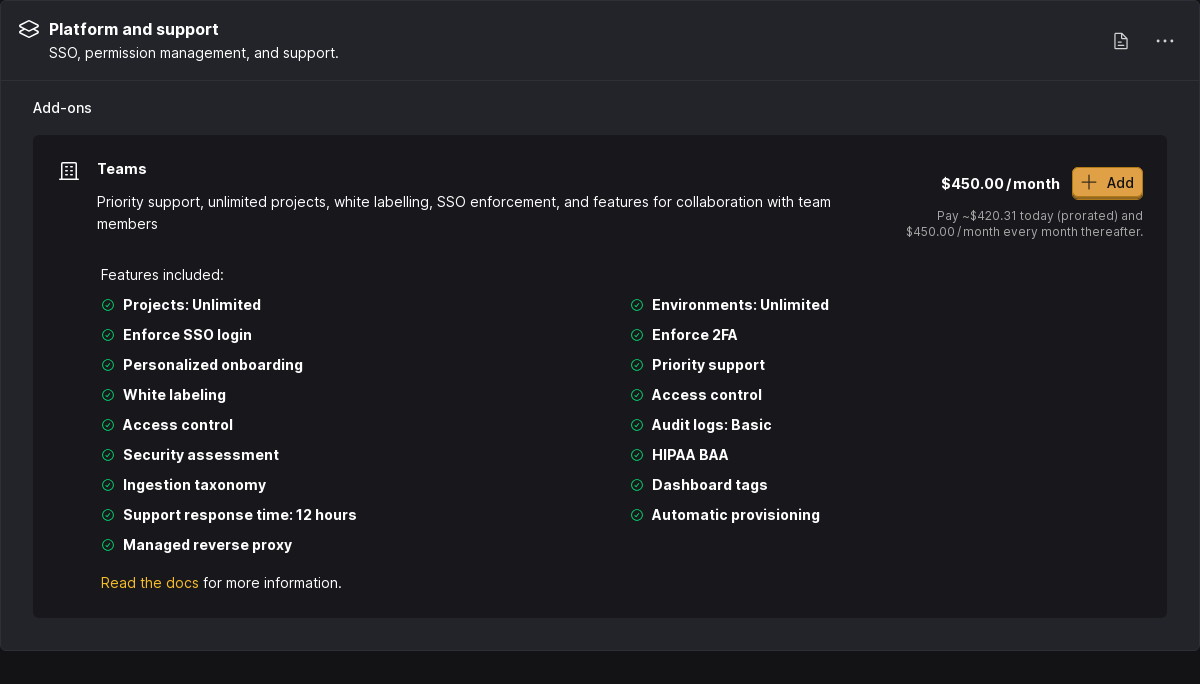 Platform and support
SSO, permission management, and support.
Add-ons
Teams
Priority support, unlimited projects, white labelling, SSO enforcement, and features for collaboration with team
members
$450.00/month
Add
Pay ~$420.31 today (prorated) and
$450.00/month every month thereafter.
Features included:
Projects: Unlimited
Environments: Unlimited
Enforce SSO login
Enforce 2FA
Personalized onboarding
Priority support
White labeling
Access control
Access control
Audit logs: Basic
Security assessment
HIPAA BAA
Ingestion taxonomy
Dashboard tags
Support response time: 12 hours
Automatic provisioning
Managed reverse proxy
Read the docs for more information.